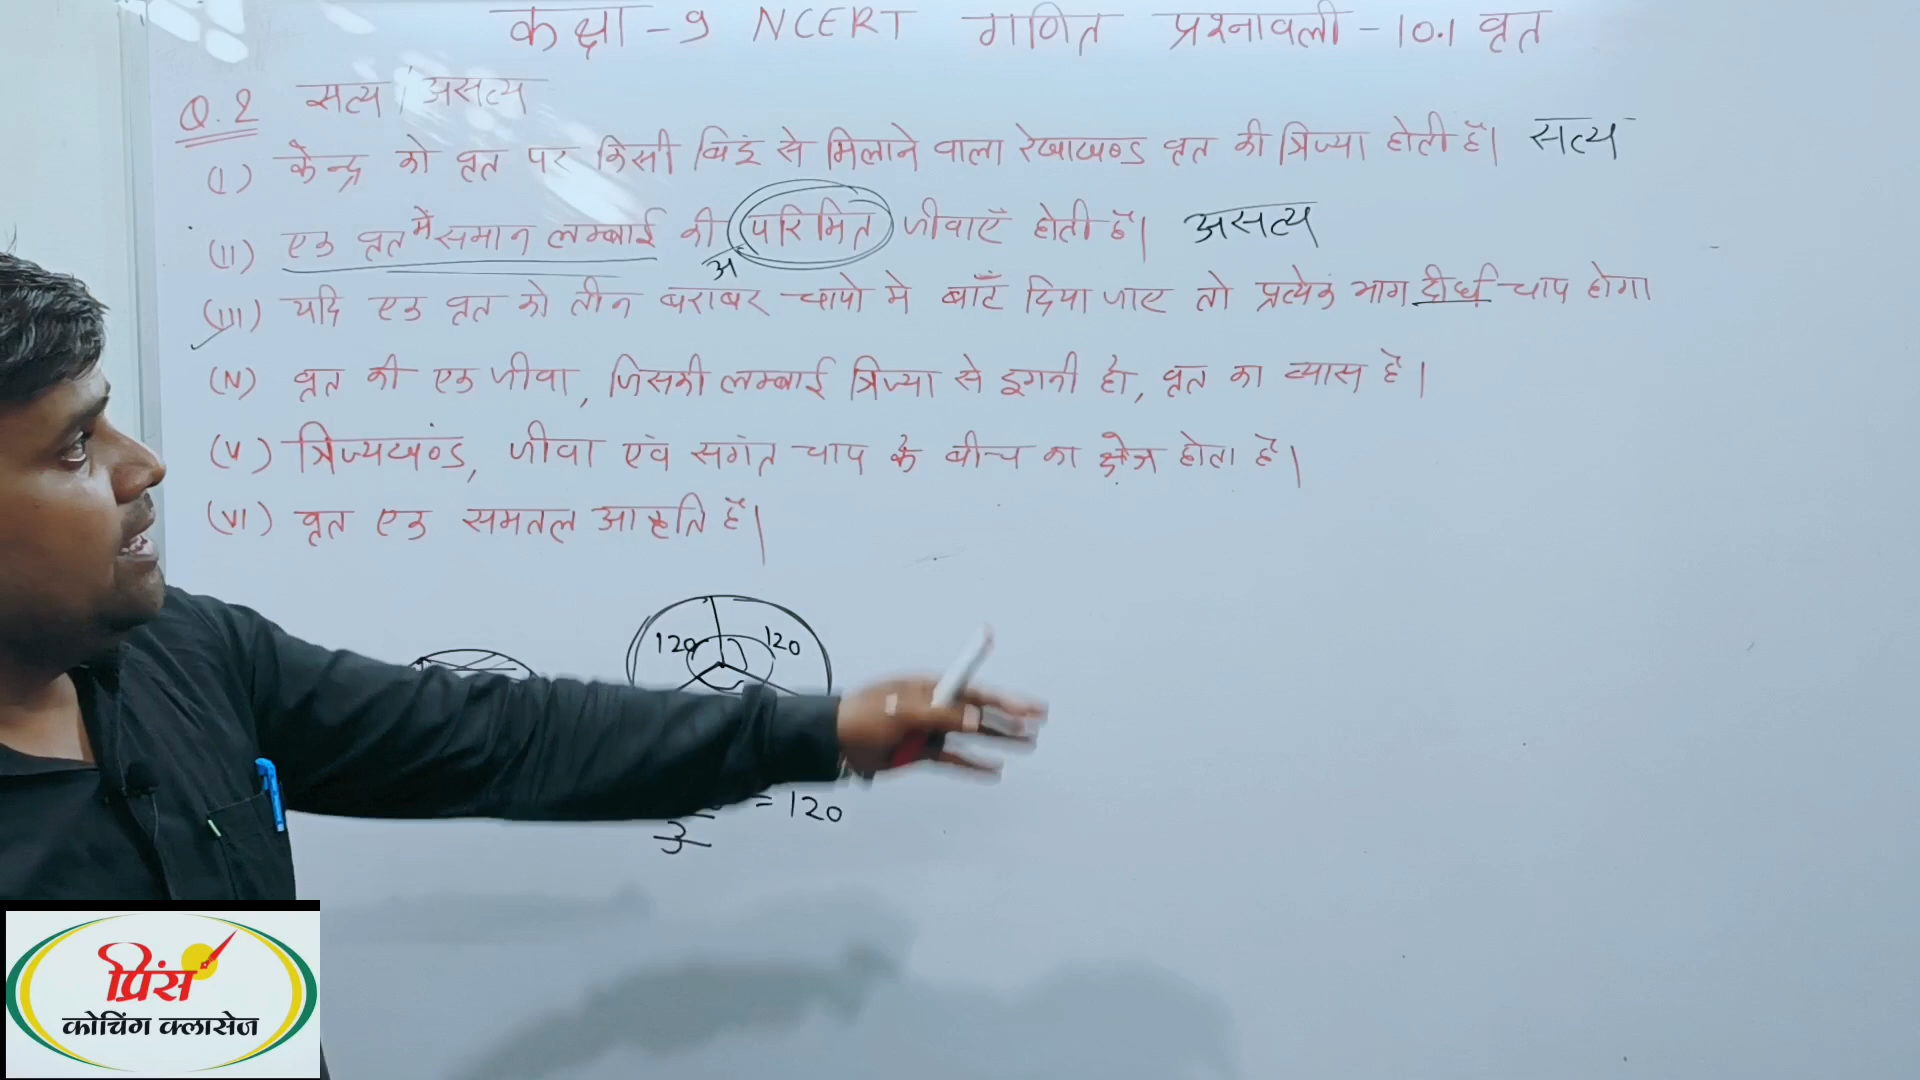 कक्षा - 9 NCERT गणित प्रश्नावली - 10.1 वृत
Q.2 सत्य / असत्य
(I) केन्द्र को वृत पर किसी बिंदु से मिलाने वाला रेखाखण्ड वृत की त्रिज्या होती है। सत्य
(II) एक वृत में समान लम्बाई की परिमित जीवाएँ होती हैं। असत्य
अ
(III) यदि एक वृत को तीन बराबर चापो मे बाँट दिया जाए तो प्रत्येक भाग दीर्घ चाप होगा
(IV) वृत की एक जीवा, जिसकी लम्बाई त्रिज्या से दुगनी हो, वृत का व्यास है।
(V) त्रिज्यखंण्ड, जीवा एंव सगंत चाप के बीच का क्षेत्र होता है।
(VI) वृत एक समतल आकृति है।
120 120
= 120
3
प्रिंस
कोचिंग क्लासेज